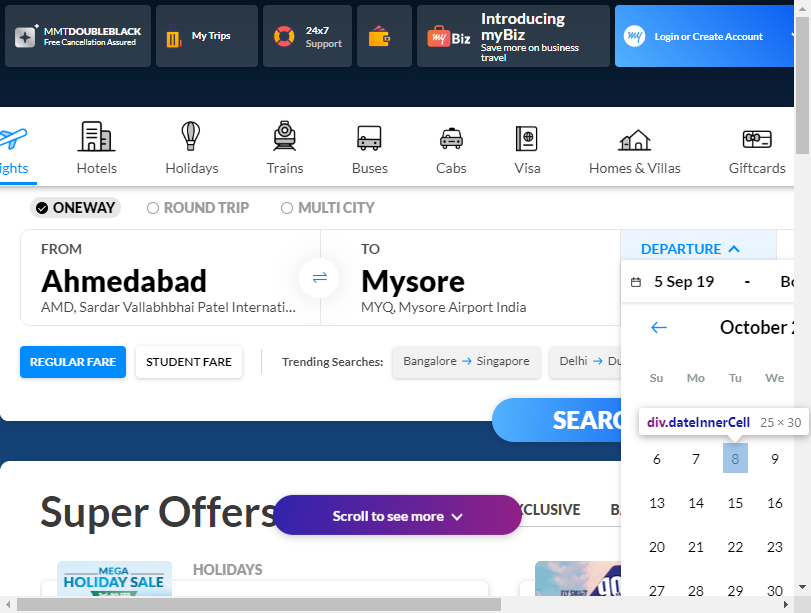 MMTDOUBLEBLACK
Free Cancellation Assured
My Trips
24x7
Support
my Biz
Introducing
myBiz
Save more on business
travel
my
Login or Create Account
ights
Hotels
Holidays
Trains
Buses
Cabs
Visa
Homes & Villas
Giftcards
ONEWAY
ROUND TRIP
MULTI CITY
FROM
Ahmedabad
AMD, Sardar Vallabhbhai Patel Internati...
TO
Mysore
MYQ, Mysore Airport India
DEPARTURE
5 Sep 19 -
October
Su Mo Tu We
div.dateInnerCell 25 × 30
6 7 8 9
13 14 15 16
20 21 22 23
27 28 29 30
REGULAR FARE
STUDENT FARE
Trending Searches:
Bangalore → Singapore
Delhi → Du
SEARC
Super Offers
Scroll to see more
XCLUSIVE
MEGA
HOLIDAY SALE
HOLIDAYS